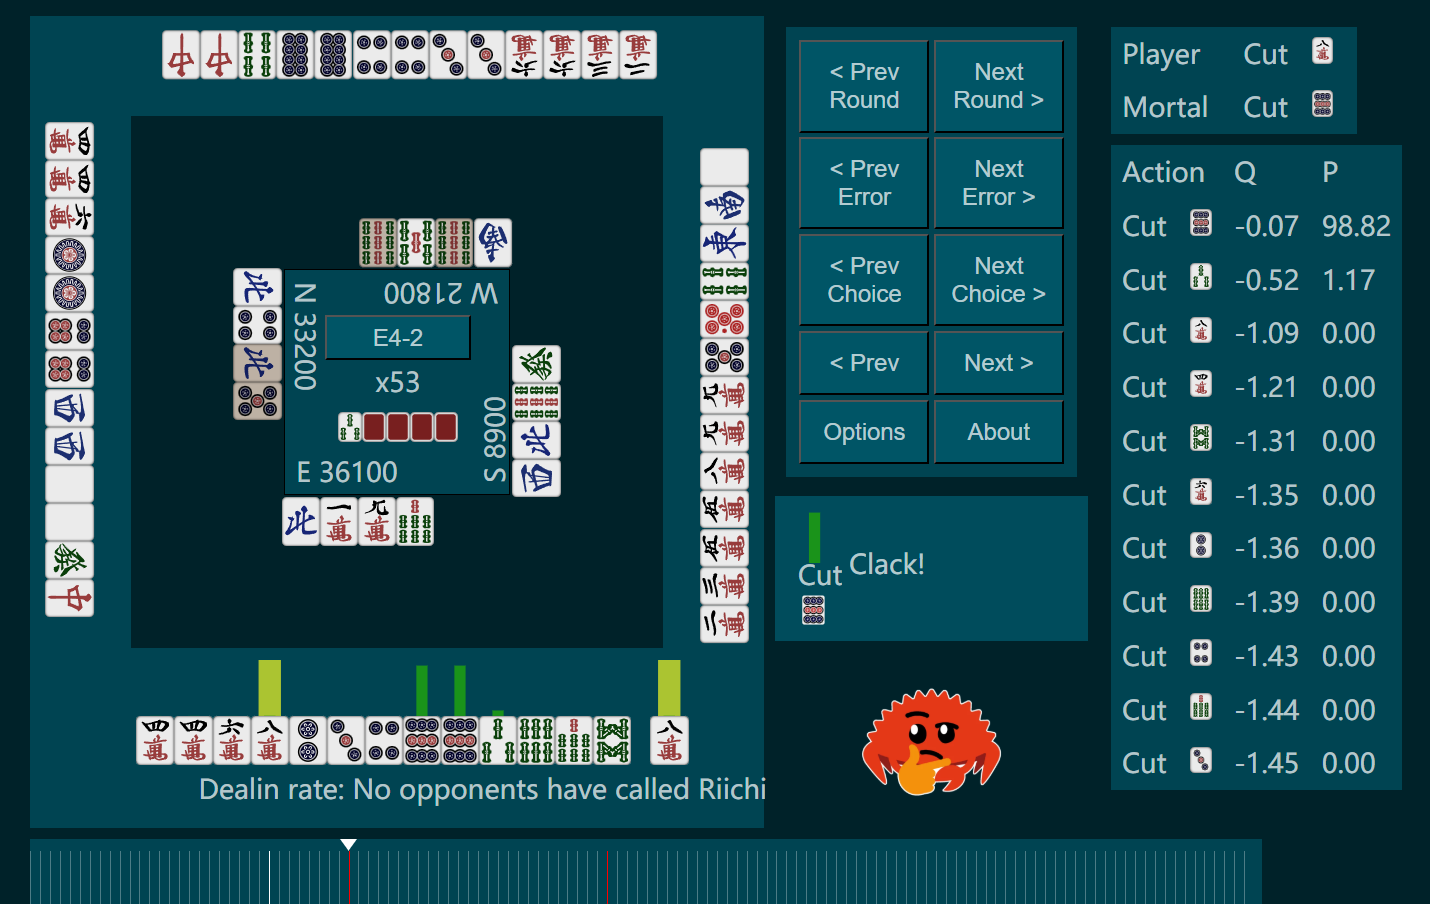 W 21800
N 33200
E4-2
x53
S 8900
E 36100
Dealin rate: No opponents have called Riichi
< Prev
Round
Next
Round >
< Prev
Error
Next
Error >
< Prev
Choice
Next
Choice >
< Prev
Next >
Options
About
Cut
Clack!
Player Cut
Mortal Cut
Action Q P
Cut -0.07 98.82
Cut -0.52 1.17
Cut -1.09 0.00
Cut -1.21 0.00
Cut -1.31 0.00
Cut -1.35 0.00
Cut -1.36 0.00
Cut -1.39 0.00
Cut -1.43 0.00
Cut -1.44 0.00
Cut -1.45 0.00